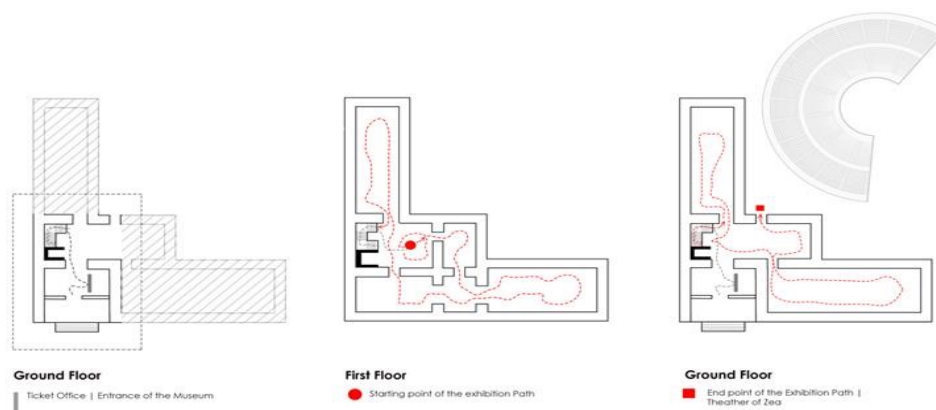 Ground Floor
Ticket Office | Entrance of the Museum
First Floor
Starting point of the exhibition Path
Ground Floor
End point of the Exhibition Path |
Theather of Zea